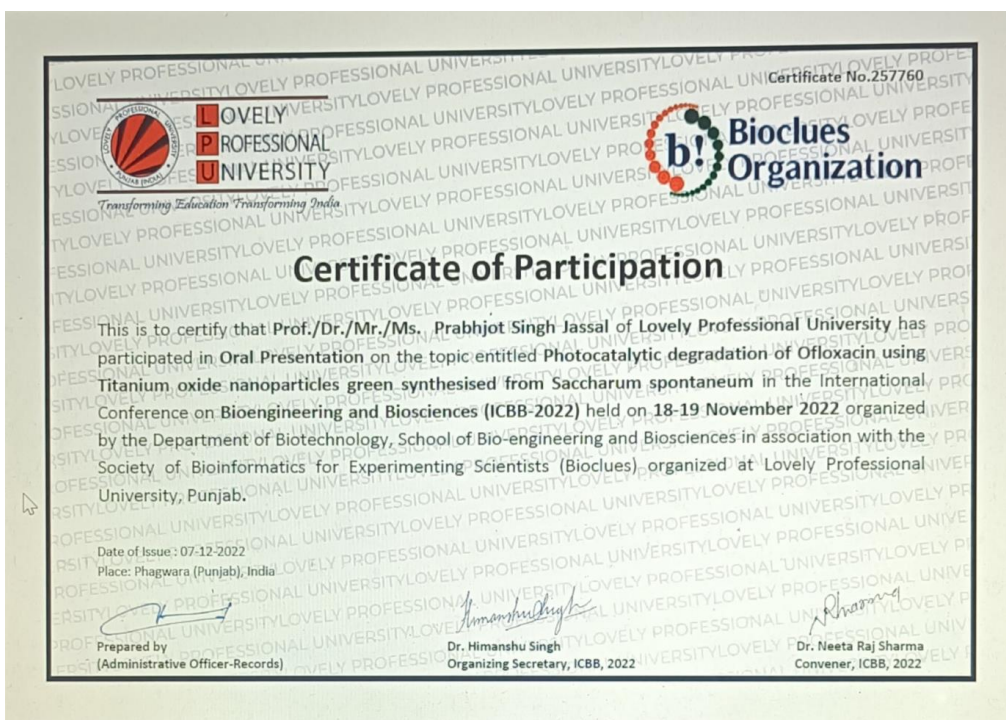 Certificate No.257760
LOVELY
PROFESSIONAL
UNIVERSITY
Transforming Education Transforming India
b! Bioclues
Organization
Certificate of Participation
This is to certify that Prof./Dr./Mr./Ms. Prabhjot Singh Jassal of Lovely Professional University has
participated in Oral Presentation on the topic entitled Photocatalytic degradation of Ofloxacin using
Titanium oxide nanoparticles green synthesised from Saccharum spontaneum in the International
Conference on Bioengineering and Biosciences (ICBB-2022) held on 18-19 November 2022 organized
by the Department of Biotechnology, School of Bio-engineering and Biosciences in association with the
Society of Bioinformatics for Experimenting Scientists (Bioclues) organized at Lovely Professional
University, Punjab.
Date of Issue : 07-12-2022
Place: Phagwara (Punjab), India
Himanshu Singh
Prepared by
(Administrative Officer-Records)
Dr. Himanshu Singh
Organizing Secretary, ICBB, 2022
Dr. Neeta Raj Sharma
Convener, ICBB, 2022